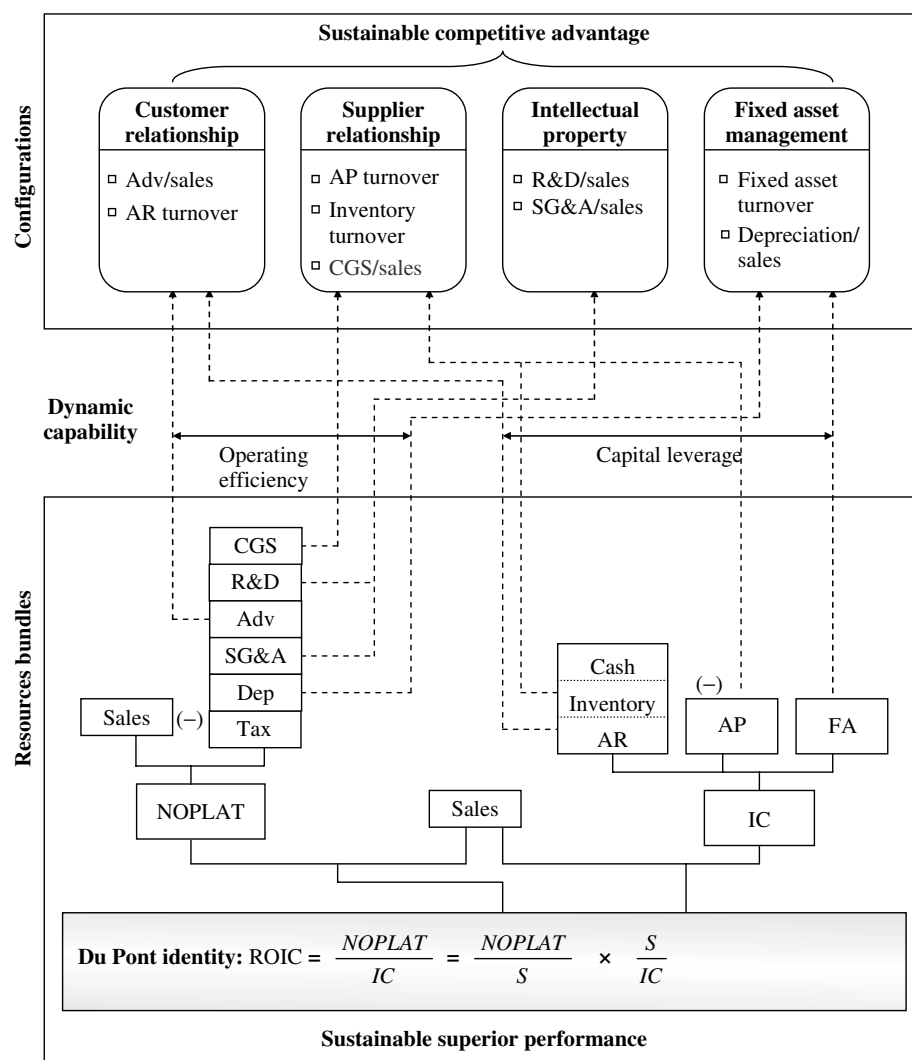 Sustainable competitive advantage
Configurations
Customer
relationship
Adv/sales
AR turnover
Supplier
relationship
AP turnover
Inventory
turnover
CGS/sales
Intellectual
property
R&D/sales
SG&A/sales
Fixed asset
management
Fixed asset
turnover
Depreciation/
sales
Dynamic
capability
Operating
efficiency
Capital leverage
Resources bundles
CGS
R&D
Adv
SG&A
Dep
Tax
Sales
(–)
Cash
Inventory
AR
(–)
AP
FA
NOPLAT
Sales
IC
Du Pont identity: ROIC = NOPLAT / IC = NOPLAT / S × S / IC
Sustainable superior performance